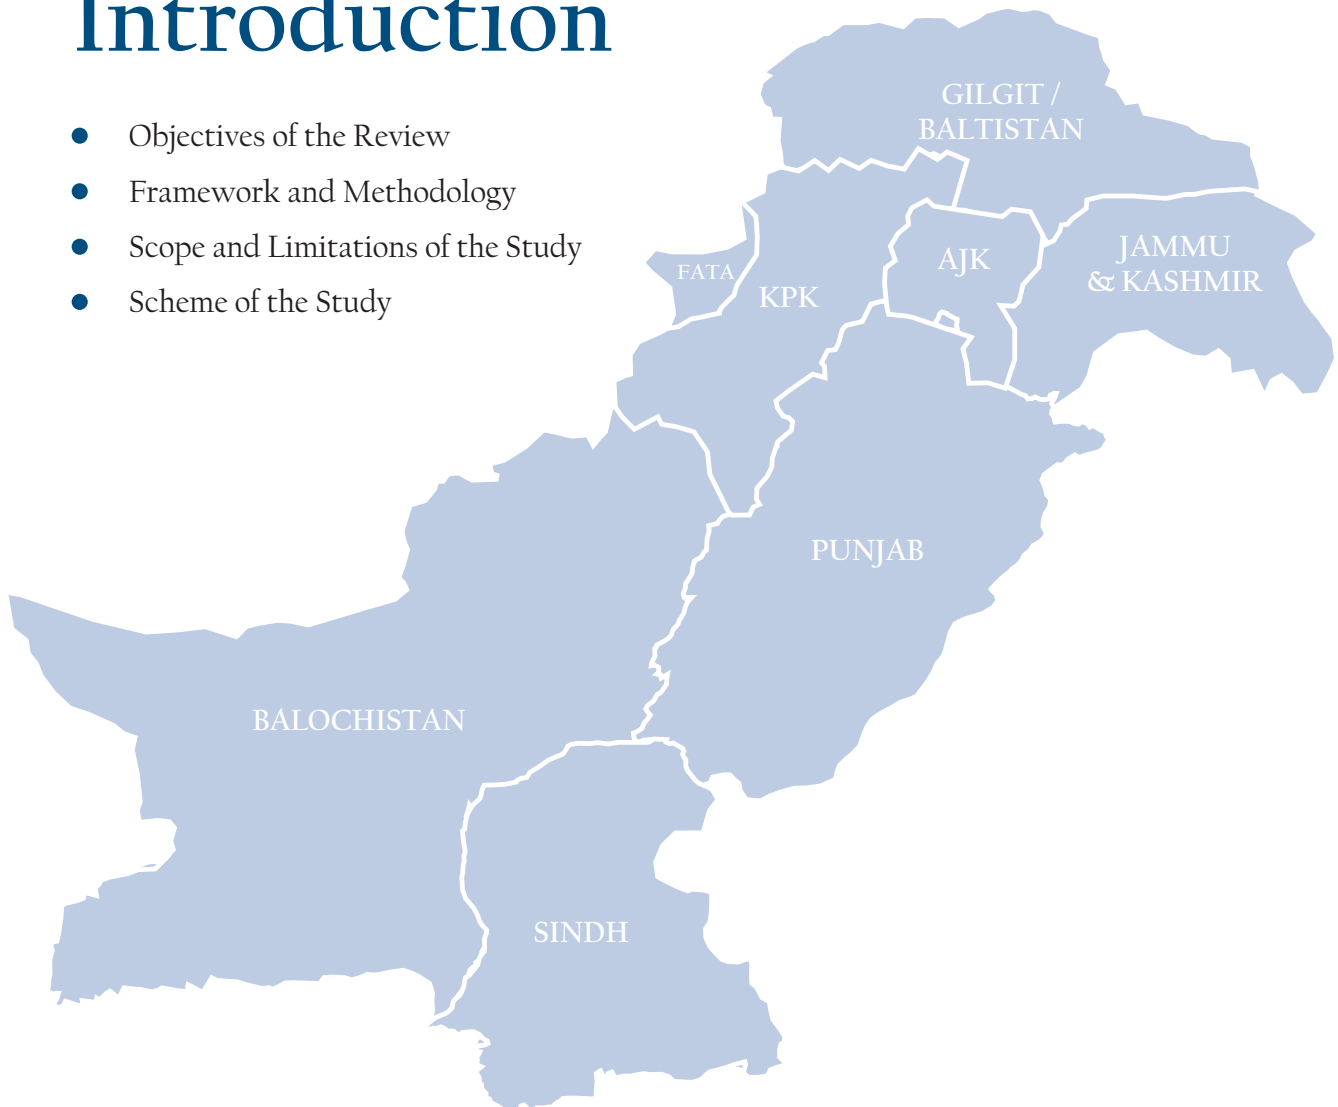 Introduction
Objectives of the Review
Framework and Methodology
Scope and Limitations of the Study
Scheme of the Study
GILGIT /
BALTISTAN
JAMMU
& KASHMIR
AJK
FATA
KPK
PUNJAB
BALOCHISTAN
SINDH